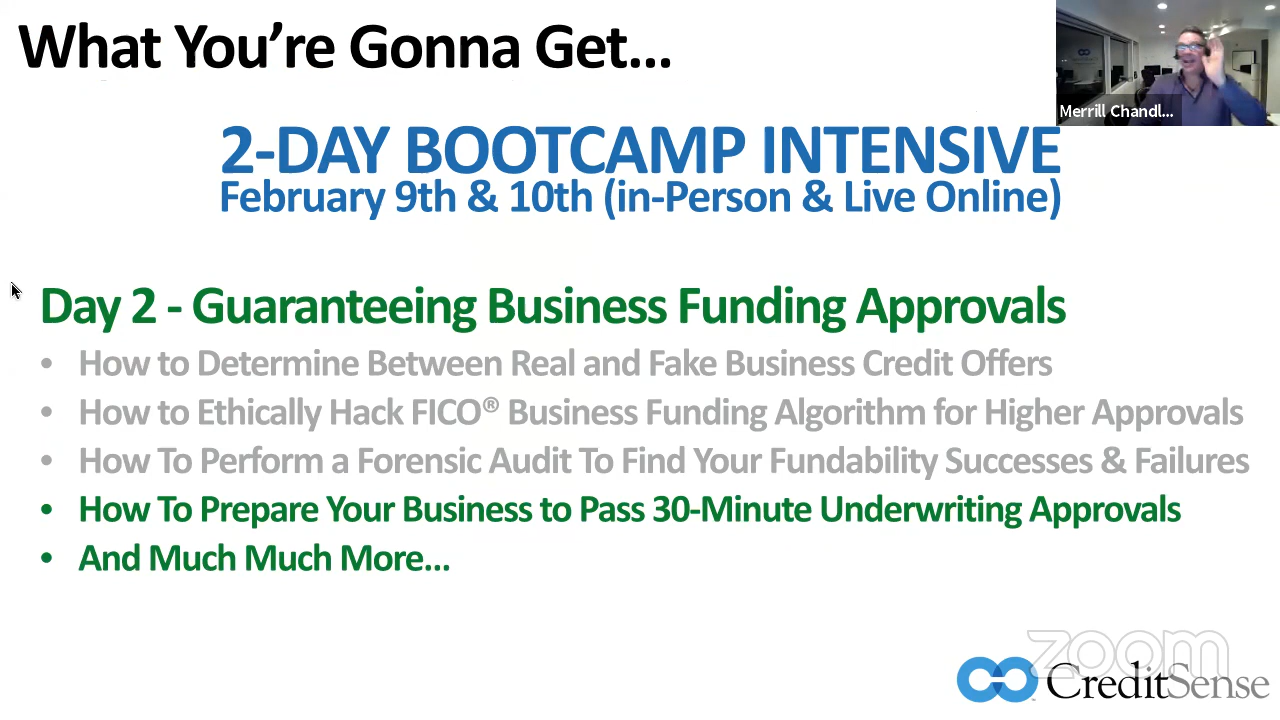 What You're Gonna Get...
Merrill Chandl...
2-DAY BOOTCAMP INTENSIVE
February 9th & 10th (in-Person & Live Online)
Day 2 - Guaranteeing Business Funding Approvals
• How to Determine Between Real and Fake Business Credit Offers
• How to Ethically Hack FICO® Business Funding Algorithm for Higher Approvals
• How To Perform a Forensic Audit To Find Your Fundability Successes & Failures
• How To Prepare Your Business to Pass 30-Minute Underwriting Approvals
• And Much Much More...
zoom
CreditSense